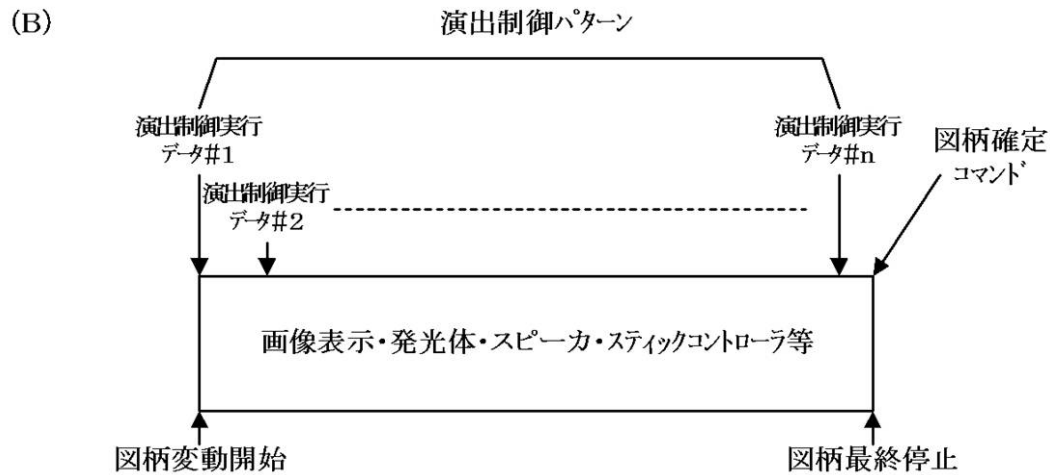 (B)
演出制御パターン
演出制御実行
データ#1
演出制御実行
データ#2
演出制御実行
データ#n
図柄確定
コマンド
画像表示・発光体・スピーカ・スティックコントローラ等
図柄変動開始
図柄最終停止